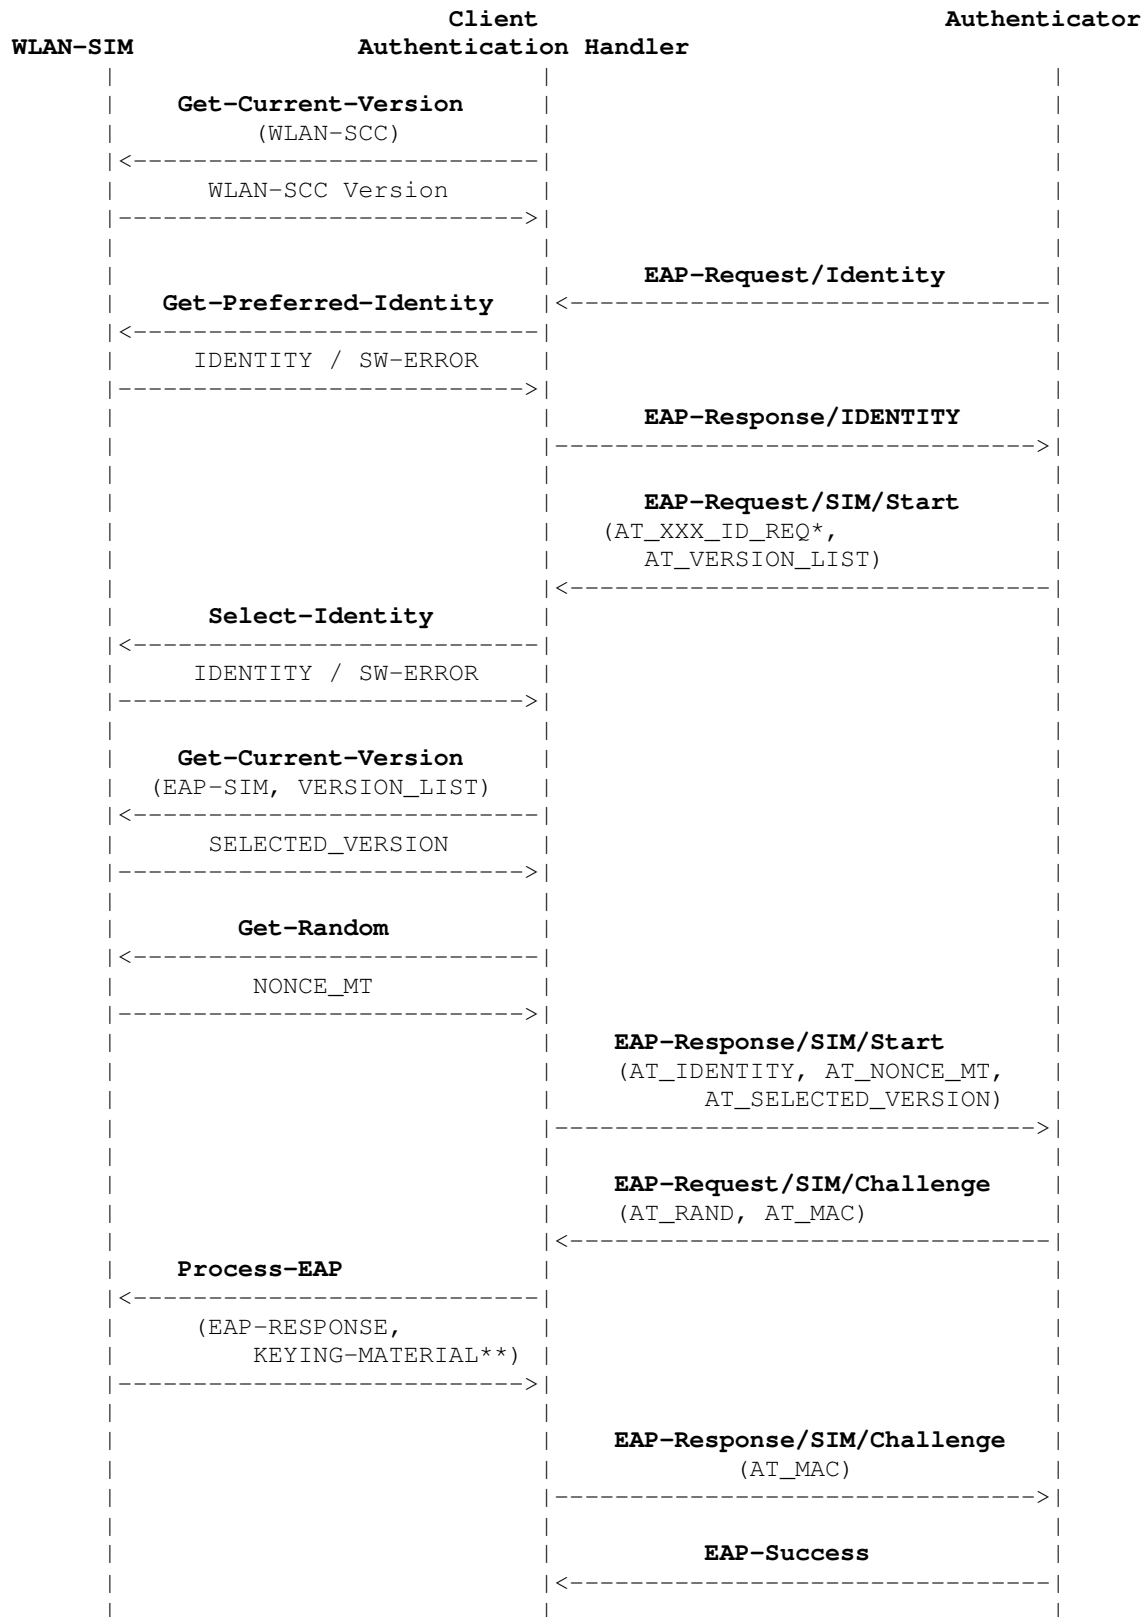 Client Authenticator
WLAN-SIM Authentication Handler
Get-Current-Version
(WLAN-SCC)
WLAN-SCC Version
EAP-Request/Identity
Get-Preferred-Identity
IDENTITY / SW-ERROR
EAP-Response/IDENTITY
EAP-Request/SIM/Start
(AT_XXX_ID_REQ*,
AT_VERSION_LIST)
Select-Identity
IDENTITY / SW-ERROR
Get-Current-Version
(EAP-SIM, VERSION_LIST)
SELECTED_VERSION
Get-Random
NONCE_MT
EAP-Response/SIM/Start
(AT_IDENTITY, AT_NONCE_MT,
AT_SELECTED_VERSION)
EAP-Request/SIM/Challenge
(AT_RAND, AT_MAC)
Process-EAP
(EAP-RESPONSE,
KEYING-MATERIAL**)
EAP-Response/SIM/Challenge
(AT_MAC)
EAP-Success